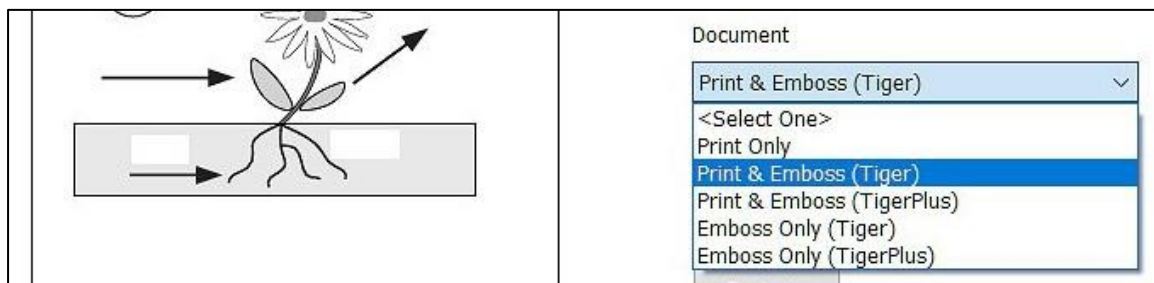 Document
Print & Emboss (Tiger)
<Select One>
Print Only
Print & Emboss (Tiger)
Print & Emboss (TigerPlus)
Emboss Only (Tiger)
Emboss Only (TigerPlus)